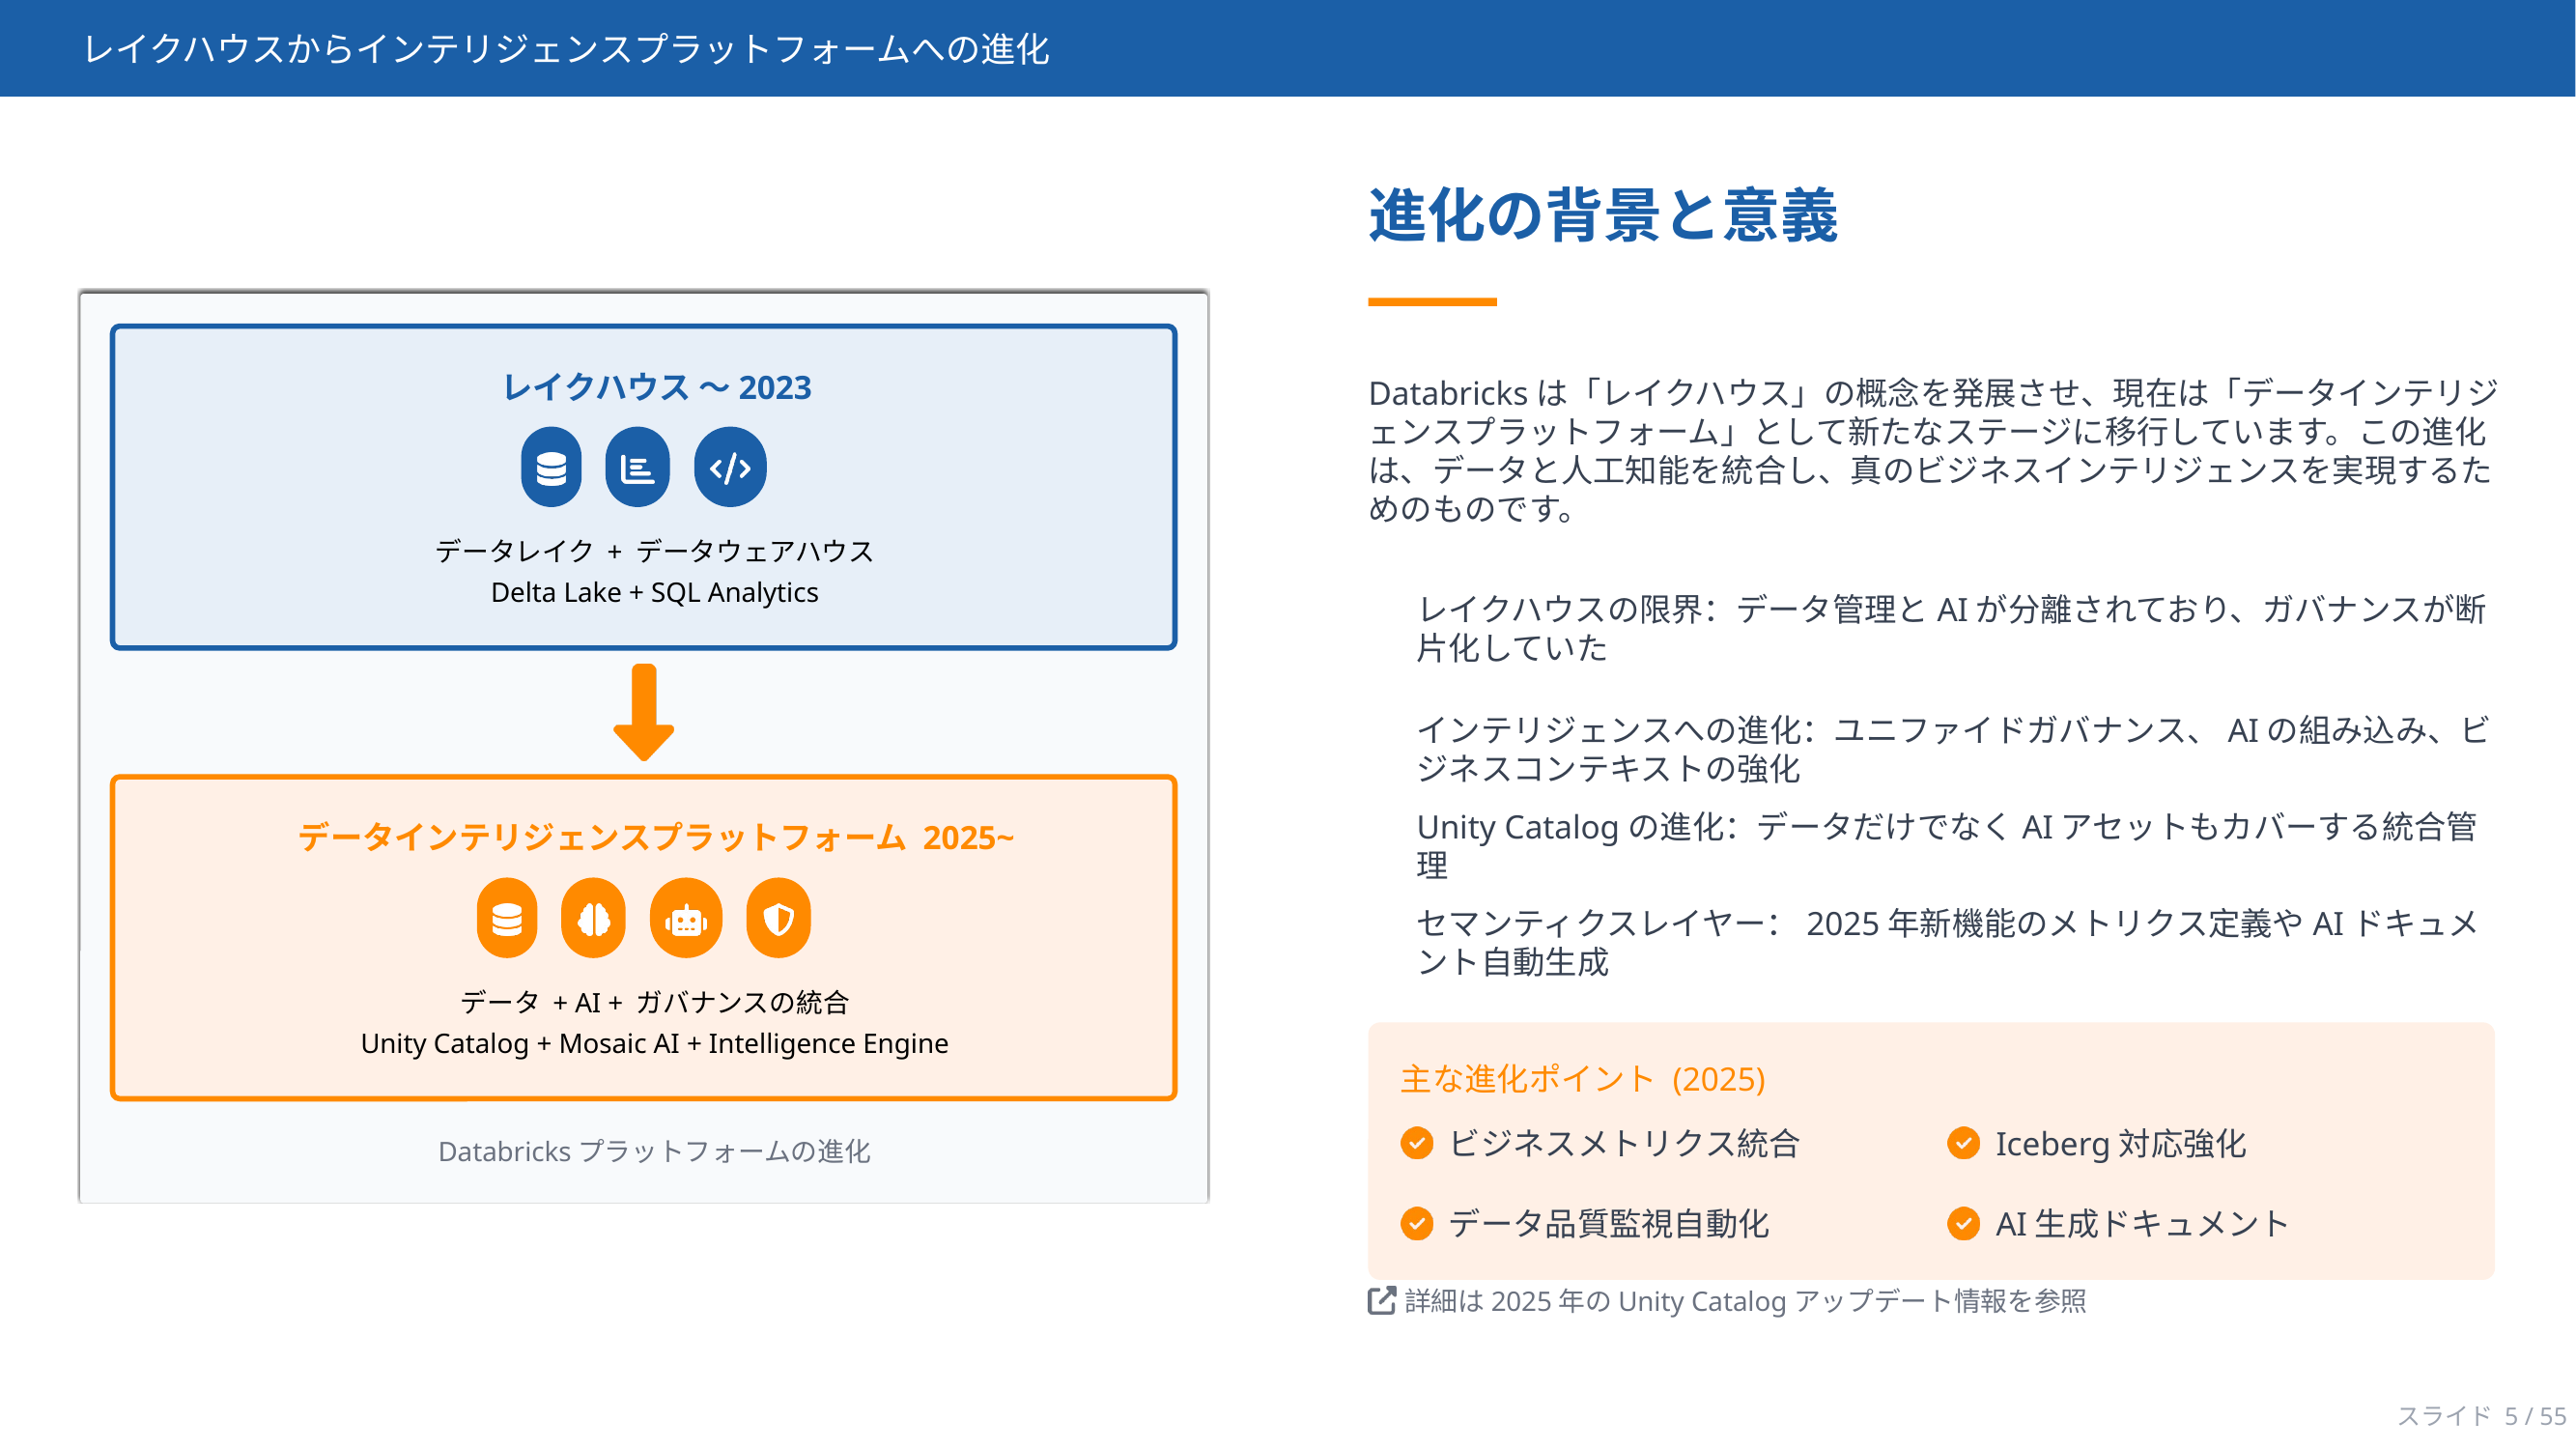 レイクハウスからインテリジェンスプラットフォームへの進化
レイクハウス ～ 2023
データレイク + データウェアハウス
Delta Lake + SQL Analytics
データインテリジェンスプラットフォーム 2025~
データ + AI + ガバナンスの統合
Unity Catalog + Mosaic AI + Intelligence Engine
Databricks プラットフォームの進化
進化の背景と意義
Databricks は「レイクハウス」の概念を発展させ、現在は「データインテリジ
ェンスプラットフォーム」として新たなステージに移行しています。この進化
は、データと人工知能を統合し、真のビジネスインテリジェンスを実現するた
めのものです。
レイクハウスの限界：データ管理と AI が分離されており、ガバナンスが断
片化していた
インテリジェンスへの進化：ユニファイドガバナンス、 AI の組み込み、ビ
ジネスコンテキストの強化
Unity Catalog の進化：データだけでなく AI アセットもカバーする統合管
理
セマンティクスレイヤー： 2025 年新機能のメトリクス定義や AI ドキュメ
ント自動生成
主な進化ポイント (2025)
ビジネスメトリクス統合
Iceberg 対応強化
データ品質監視自動化
AI 生成ドキュメント
詳細は 2025 年の Unity Catalog アップデート情報を参照
スライド 5 / 55